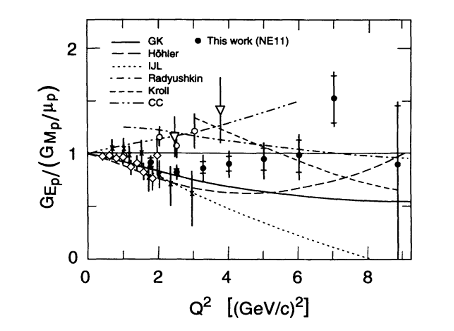 2
GK
Höhler
IJL
Radyushkin
Kroll
CC
This work (NE11)
1
0
G_Ep/(G_Mp/μ_p)
0 2 4 6 8
Q² [(GeV/c)²]